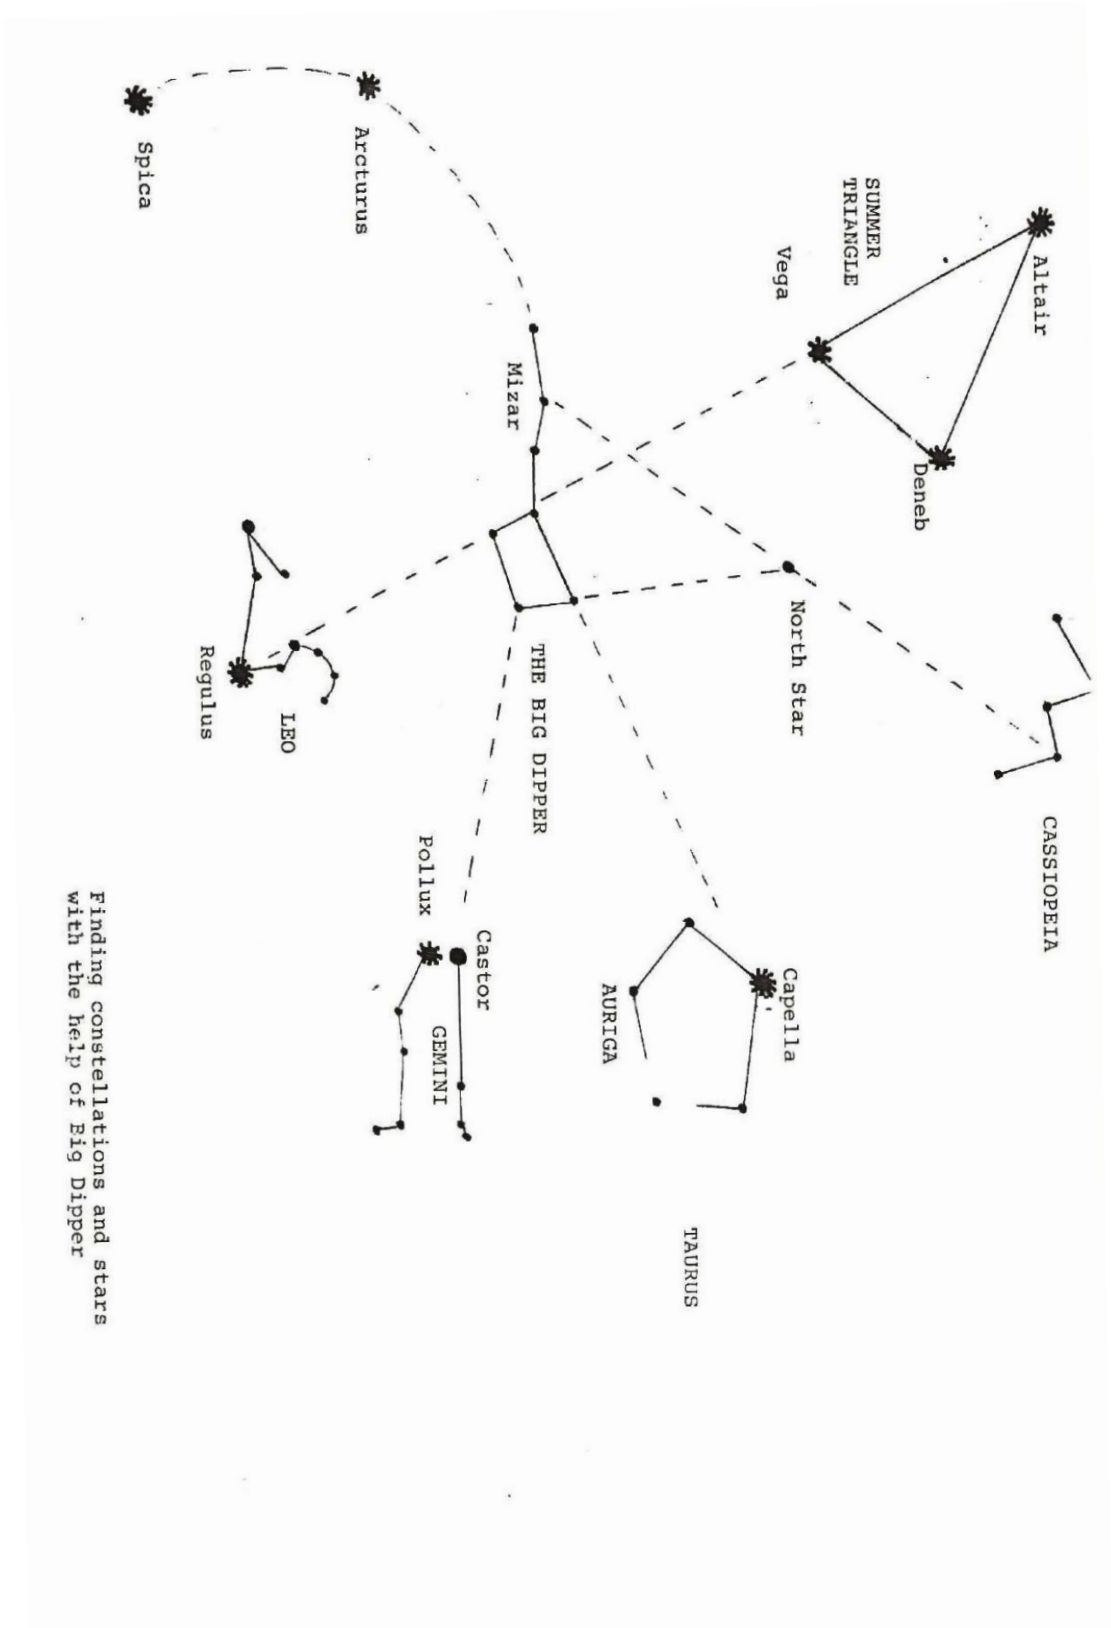 Altair
SUMMER
TRIANGLE
Vega
Deneb
CASSIOPEIA
North Star
Arcturus
Spica
Mizar
THE BIG DIPPER
Capella
AURIGA
TAURUS
Castor
Pollux
GEMINI
LEO
Regulus
Finding constellations and stars
with the help of Big Dipper